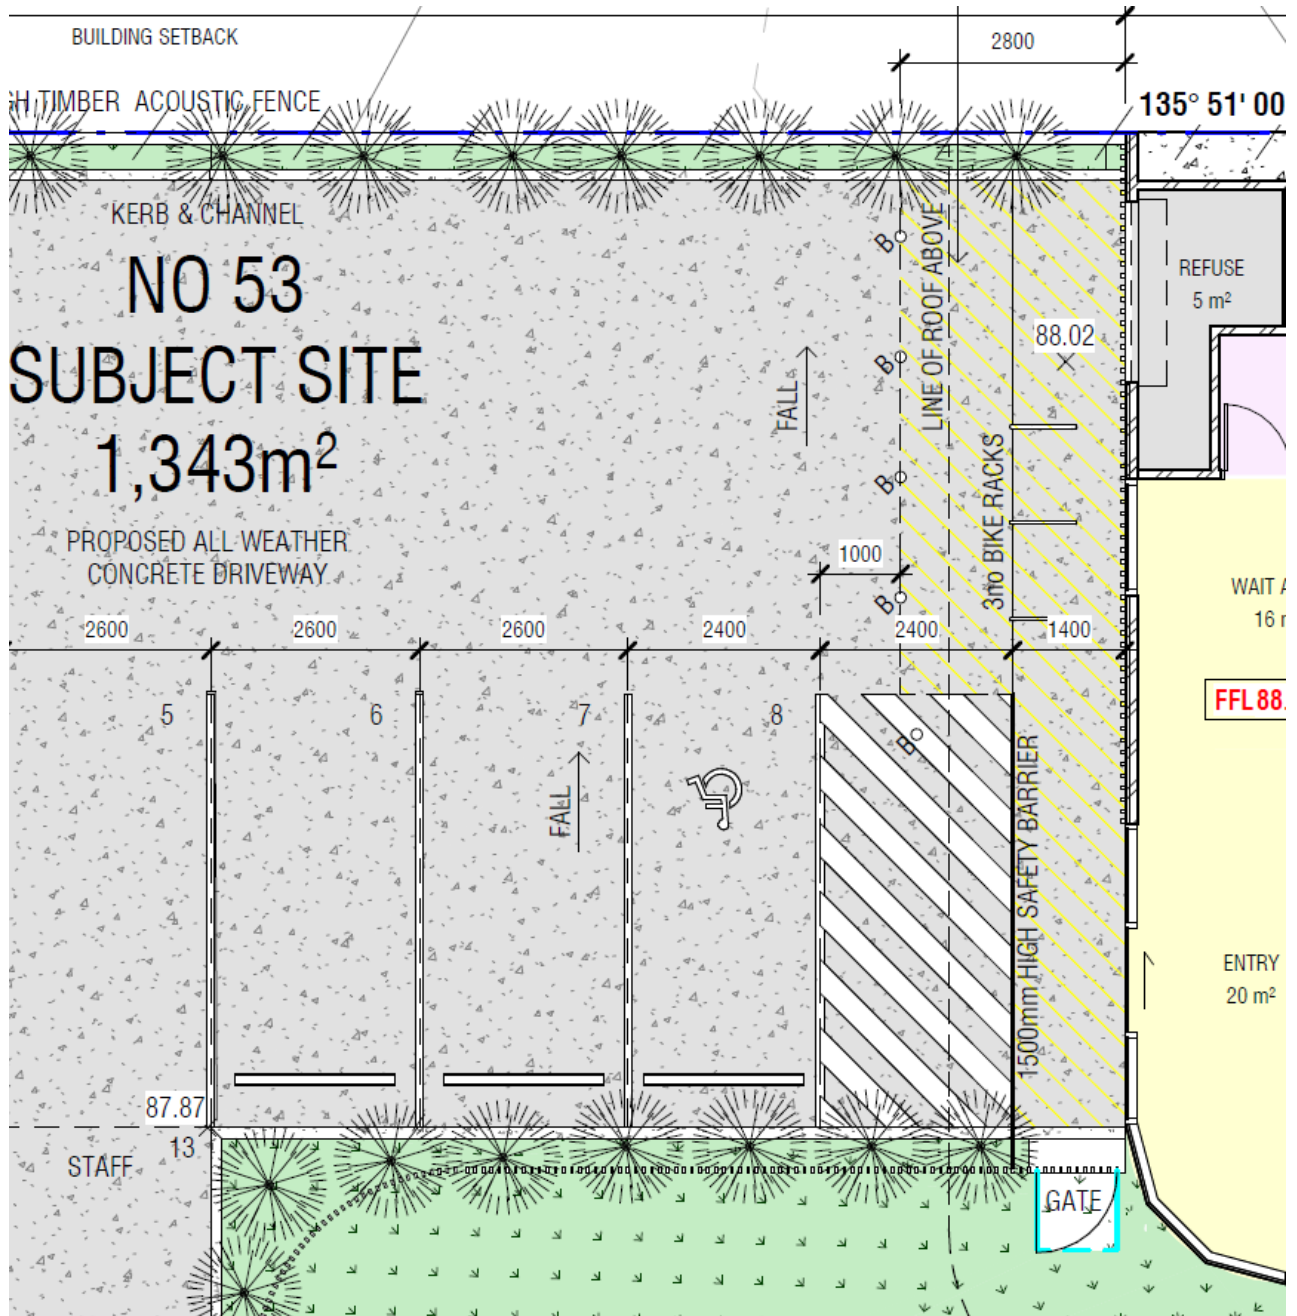 BUILDING SETBACK
2800
TIMBER ACOUSTIC FENCE
135° 51' 00
KERB & CHANNEL
NO 53
SUBJECT SITE
1,343m²
PROPOSED ALL WEATHER
CONCRETE DRIVEWAY
B
B
B
B
LINE OF ROOF ABOVE
FALL
88.02
3no BIKE RACKS
REFUSE
5 m²
1000
WAIT
16
2600
2600
2600
2400
2400
1400
FFL 88.
5
6
7
8
B
FALL
1500mm HIGH SAFETY BARRIER
ENTRY
20 m²
87.87
13
STAFF
GATE